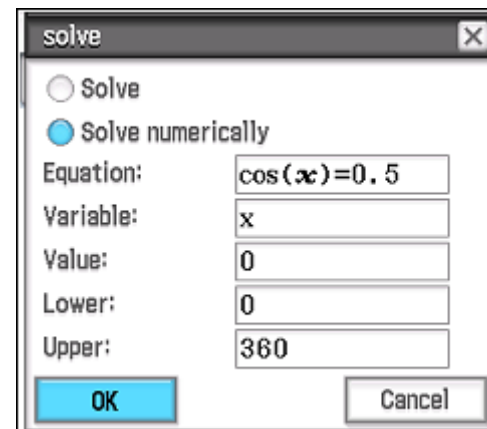 solve
Solve
Solve numerically
Equation: cos(x)=0.5
Variable: x
Value: 0
Lower: 0
Upper: 360
OK Cancel